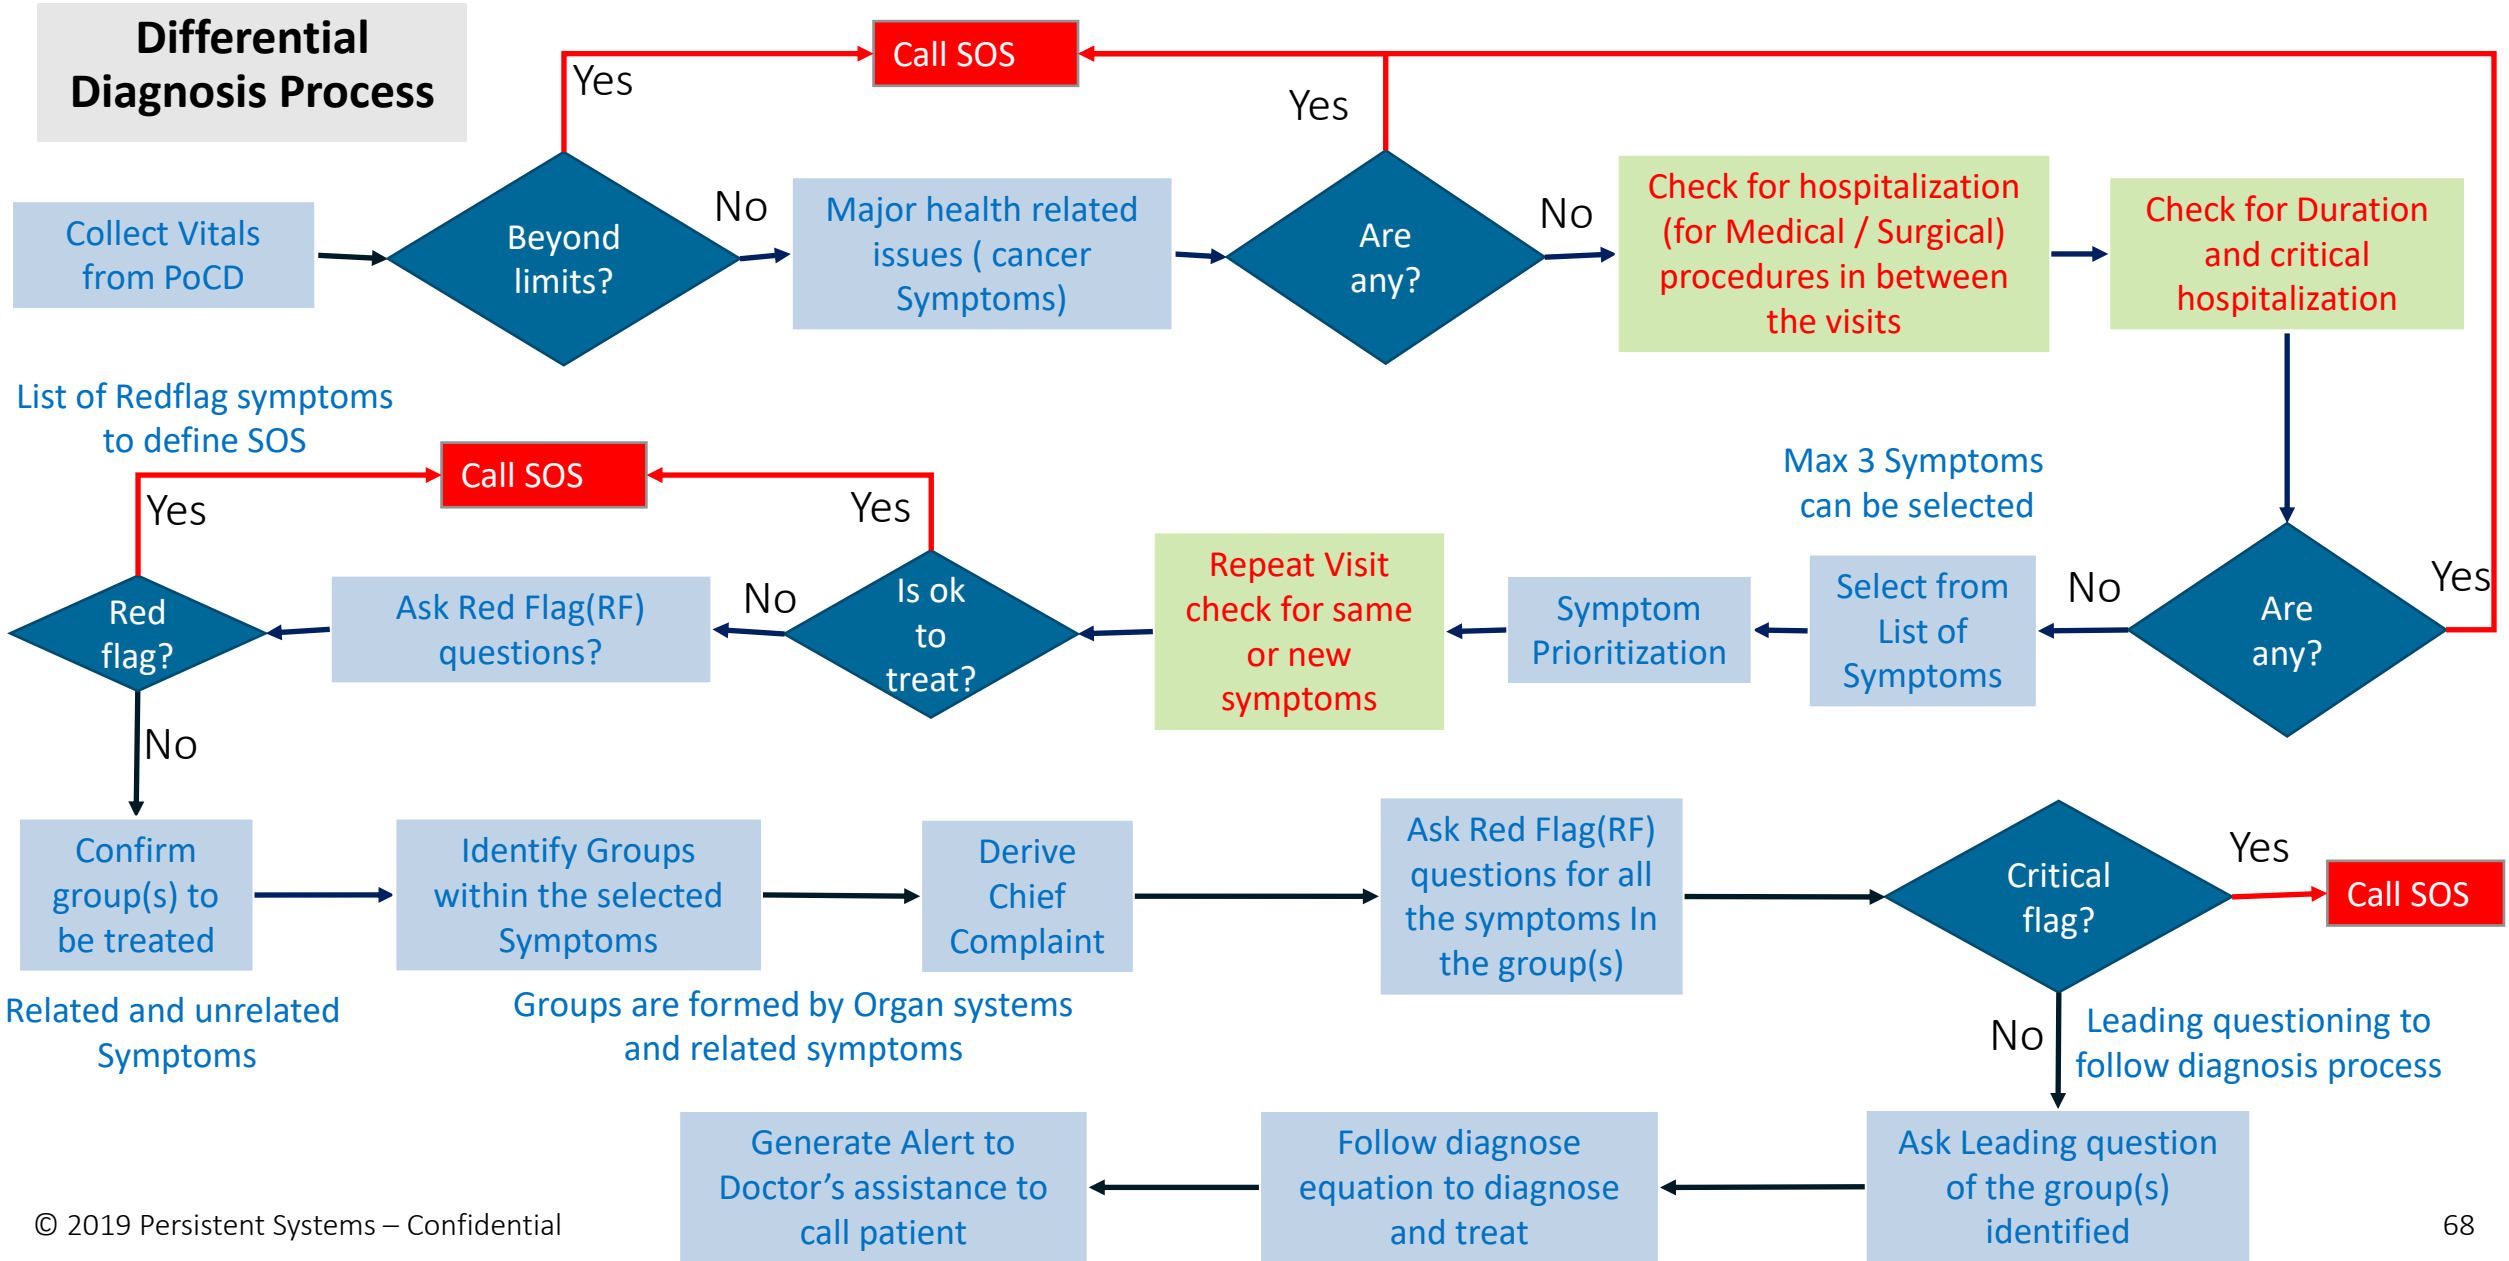 Differential
Diagnosis Process
Call SOS
Yes
Yes
Collect Vitals
from PoCD
Beyond
limits?
No
Major health related
issues ( cancer
Symptoms)
Are
any?
No
Check for hospitalization
(for Medical / Surgical)
procedures in between
the visits
Check for Duration
and critical
hospitalization
List of Redflag symptoms
to define SOS
Call SOS
Yes
Yes
Max 3 Symptoms
can be selected
Red
flag?
Ask Red Flag(RF)
questions?
No
Is ok
to
treat?
Repeat Visit
check for same
or new
symptoms
Symptom
Prioritization
Select from
List of
Symptoms
No
Are
any?
Yes
No
Confirm
group(s) to
be treated
Identify Groups
within the selected
Symptoms
Derive
Chief
Complaint
Ask Red Flag(RF)
questions for all
the symptoms In
the group(s)
Critical
flag?
Yes
Call SOS
Related and unrelated
Symptoms
Groups are formed by Organ systems
and related symptoms
No
Leading questioning to
follow diagnosis process
Generate Alert to
Doctor’s assistance to
call patient
Follow diagnose
equation to diagnose
and treat
Ask Leading question
of the group(s)
identified
© 2019 Persistent Systems – Confidential
68